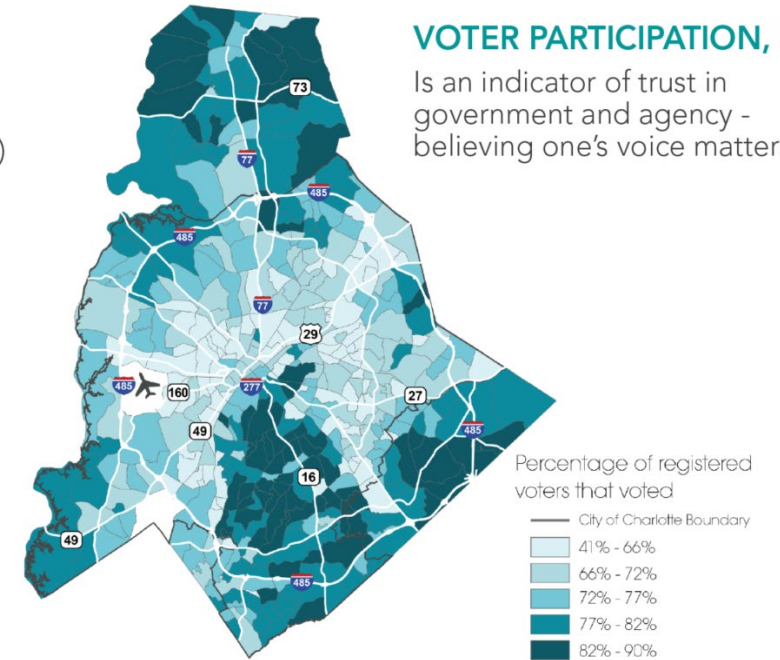 VOTER PARTICIPATION,
Is an indicator of trust in
government and agency -
believing one's voice matter
)
73
77
485
485
77
29
485
160
277
27
49
485
16
49
485
Percentage of registered
voters that voted
City of Charlotte Boundary
41% - 66%
66% - 72%
72% - 77%
77% - 82%
82% - 90%